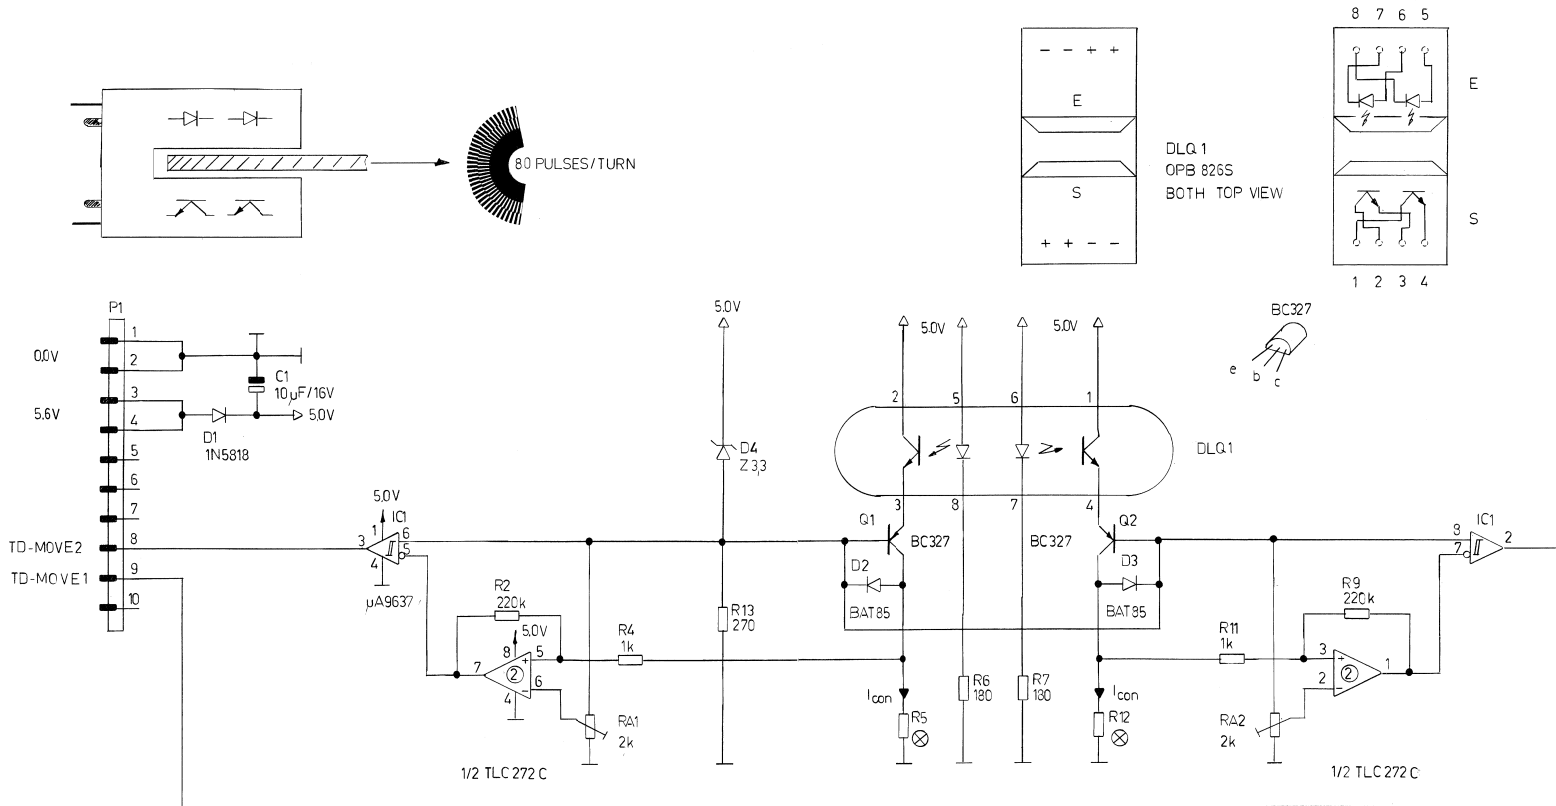 8 7 6 5
- - + +
E
E
80 PULSES/TURN
DLQ 1
OPB 826S
BOTH TOP VIEW
S
S
+ + - -
1 2 3 4
P1
BC327
e b c
1
0.0V
2
C1
10µF/16V
3
5.6V
5.0V
4
D1
1N5818
5
6
7
8
9
10
TD-MOVE2
TD-MOVE1
5.0V
D4
Z 3,3
5.0V
5.0V
2 5 6 1
DLQ1
3 8 7 4
5.0V
IC1
1
3
6
5
4
µA9637
Q1
BC327
D2
BAT85
Q2
BC327
D3
BAT85
IC1
8
7
2
R2
220k
5.0V
8
5
7
2
6
4
R4
1k
R13
270
RA1
2k
1/2 TLC272C
Icon
R5
R6
180
R7
180
Icon
R12
R11
1k
R9
220k
3
2
2
1
RA2
2k
1/2 TLC272C